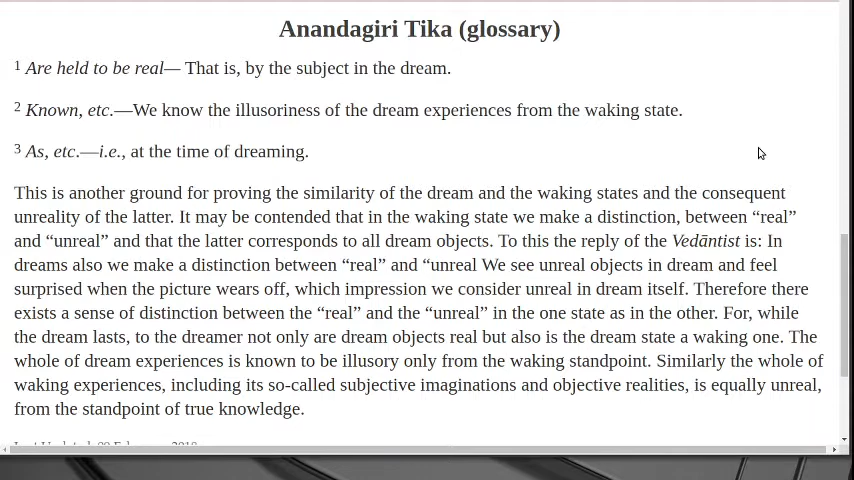 Anandagiri Tika (glossary)
1 Are held to be real— That is, by the subject in the dream.
2 Known, etc.—We know the illusoriness of the dream experiences from the waking state.
3 As, etc.—i.e., at the time of dreaming.
This is another ground for proving the similarity of the dream and the waking states and the consequent
unreality of the latter. It may be contended that in the waking state we make a distinction, between “real”
and “unreal” and that the latter corresponds to all dream objects. To this the reply of the Vedāntist is: In
dreams also we make a distinction between “real” and “unreal We see unreal objects in dream and feel
surprised when the picture wears off, which impression we consider unreal in dream itself. Therefore there
exists a sense of distinction between the “real” and the “unreal” in the one state as in the other. For, while
the dream lasts, to the dreamer not only are dream objects real but also is the dream state a waking one. The
whole of dream experiences is known to be illusory only from the waking standpoint. Similarly the whole of
waking experiences, including its so-called subjective imaginations and objective realities, is equally unreal,
from the standpoint of true knowledge.